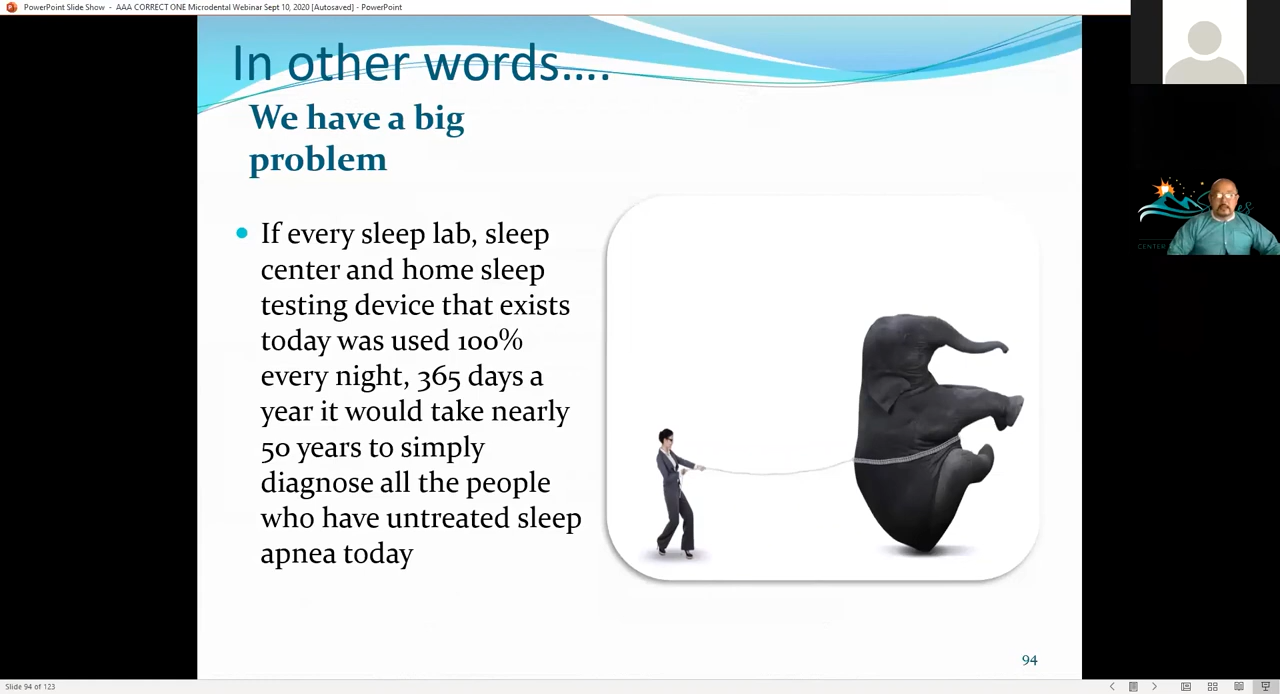 PowerPoint Slide Show - AAA CORRECT ONE Microdental Webinar Sept 10, 2020 [Autosaved] - PowerPoint
In other words....
We have a big
problem
If every sleep lab, sleep
center and home sleep
testing device that exists
today was used 100%
every night, 365 days a
year it would take nearly
50 years to simply
diagnose all the people
who have untreated sleep
apnea today
94
Slide 94 of 123